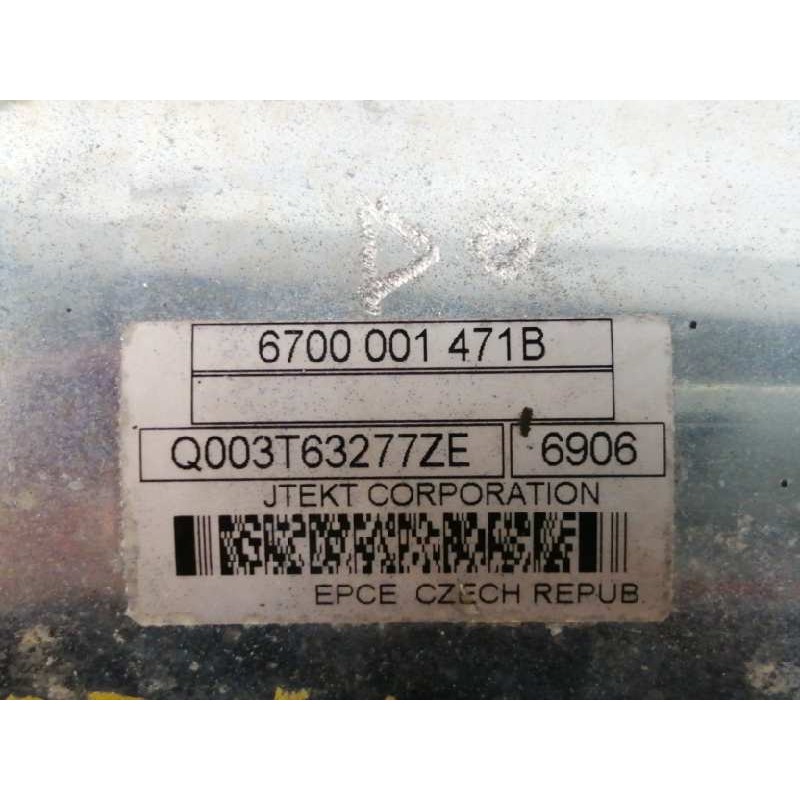 6700 001 471B
Q003T63277ZE 6906
JTEKT CORPORATION
EPCE CZECH REPUB